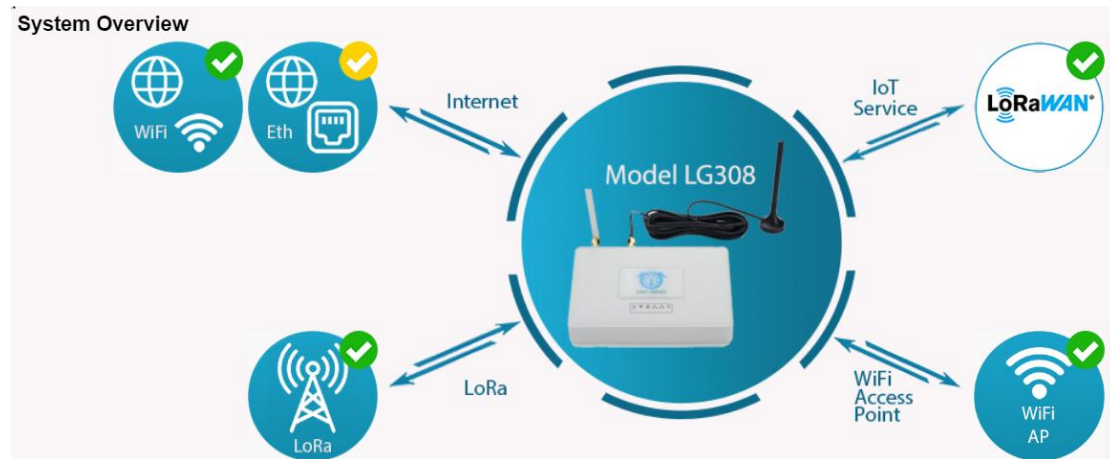 System Overview
WiFi
Eth
Internet
IoT
Service
LoRaWAN®
Model LG308
LoRa
LoRa
WiFi
Access
Point
WiFi
AP